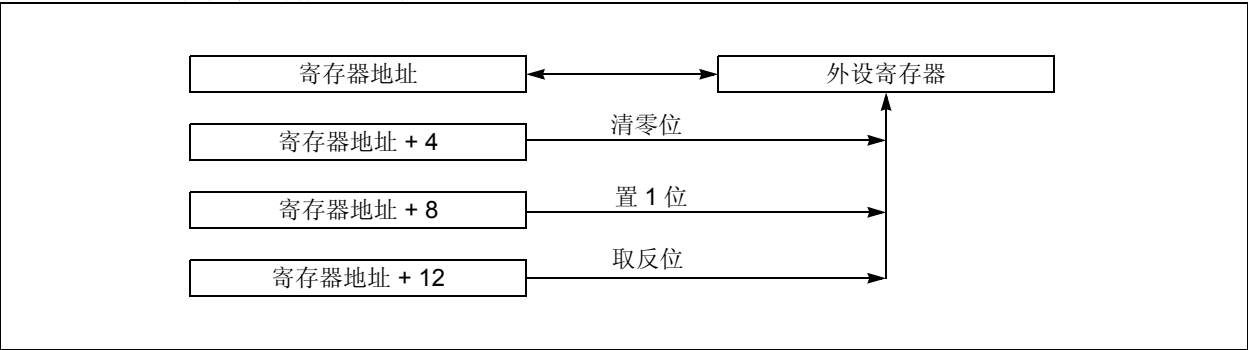 寄存器地址
外设寄存器
寄存器地址 + 4
清零位
寄存器地址 + 8
置 1 位
寄存器地址 + 12
取反位